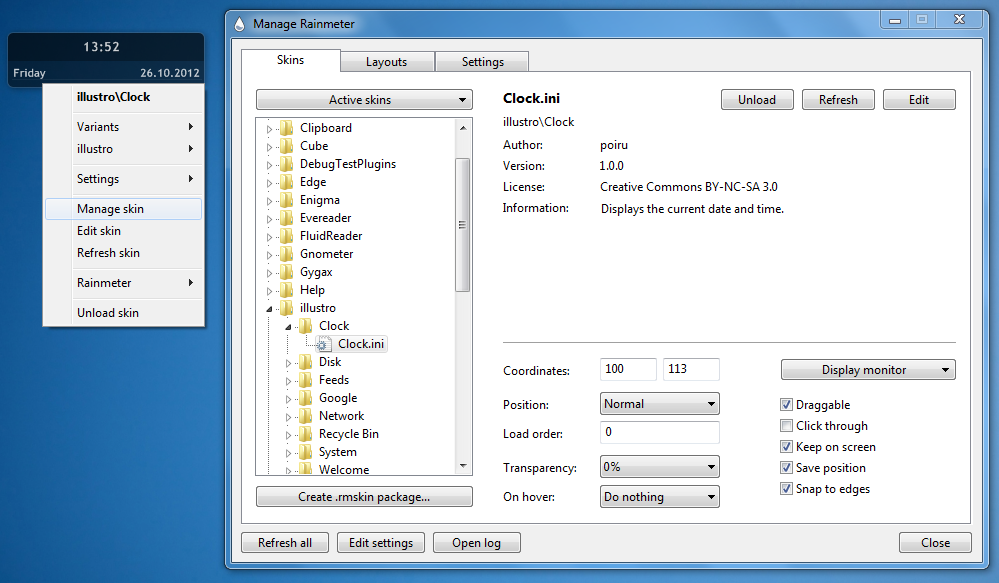 13:52
Friday 26.10.2012
illustro\Clock
Variants
illustro
Settings
Manage skin
Edit skin
Refresh skin
Rainmeter
Unload skin
Manage Rainmeter
Skins Layouts Settings
Active skins
Clipboard
Cube
DebugTestPlugins
Edge
Enigma
Evereader
FluidReader
Gnometer
Gygax
Help
illustro
Clock
Clock.ini
Disk
Feeds
Google
Network
Recycle Bin
System
Welcome
Create .rmskin package...
Clock.ini Unload Refresh Edit
illustro\Clock
Author: poiru
Version: 1.0.0
License: Creative Commons BY-NC-SA 3.0
Information: Displays the current date and time.
Coordinates: 100 113
Position: Normal
Load order: 0
Transparency: 0%
On hover: Do nothing
Display monitor
Draggable
Click through
Keep on screen
Save position
Snap to edges
Refresh all Edit settings Open log Close